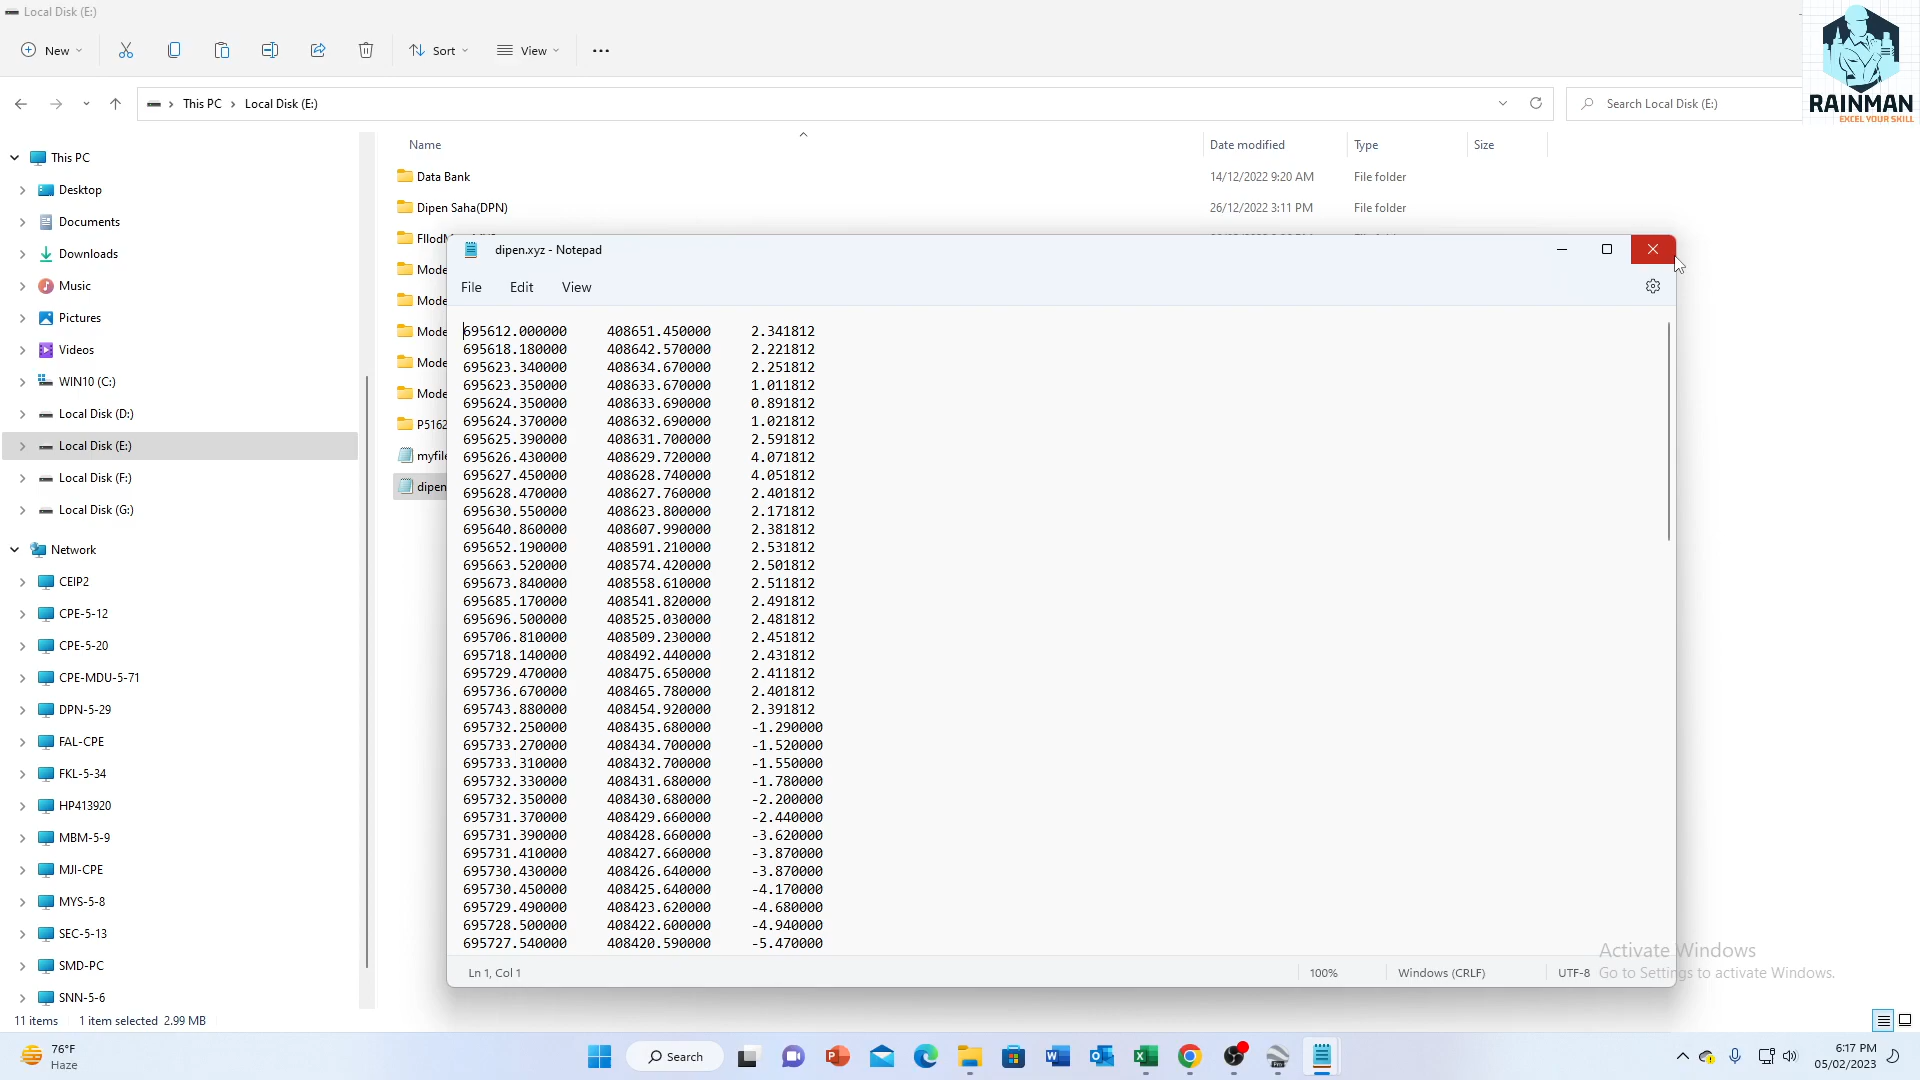 Local Disk (E:)
New
Sort
View
RAINMAN
EXCEL YOUR SKILL
This PC > Local Disk (E:)
Search Local Disk (E:)
Name
Date modified
Type
Size
This PC
Desktop
Documents
Downloads
Music
Pictures
Videos
WIN10 (C:)
Local Disk (D:)
Local Disk (E:)
Local Disk (F:)
Local Disk (G:)
Network
CEIP2
CPE-5-12
CPE-5-20
CPE-MDU-5-71
DPN-5-29
FAL-CPE
FKL-5-34
HP413920
MBM-5-9
MJI-CPE
MYS-5-8
SEC-5-13
SMD-PC
SNN-5-6
Data Bank 14/12/2022 9:20 AM File folder
Dipen Saha(DPN) 26/12/2022 3:11 PM File folder
Mode
Mode
Mode
Mode
Mode
P5162
myfile
dipen
dipen.xyz - Notepad
File Edit View
695612.000000 408651.450000 2.341812
695618.180000 408642.570000 2.221812
695623.340000 408634.670000 2.251812
695623.350000 408633.670000 1.011812
695624.350000 408633.690000 0.891812
695624.370000 408632.690000 1.021812
695625.390000 408631.700000 2.591812
695626.430000 408629.720000 4.071812
695627.450000 408628.740000 4.051812
695628.470000 408627.760000 2.401812
695630.550000 408623.800000 2.171812
695640.860000 408607.990000 2.381812
695652.190000 408591.210000 2.531812
695663.520000 408574.420000 2.501812
695673.840000 408558.610000 2.511812
695685.170000 408541.820000 2.491812
695696.500000 408525.030000 2.481812
695706.810000 408509.230000 2.451812
695718.140000 408492.440000 2.431812
695729.470000 408475.650000 2.411812
695736.670000 408465.780000 2.401812
695743.880000 408454.920000 2.391812
695732.250000 408435.680000 -1.290000
695733.270000 408434.700000 -1.520000
695733.310000 408432.700000 -1.550000
695732.330000 408431.680000 -1.780000
695732.350000 408430.680000 -2.200000
695731.370000 408429.660000 -2.440000
695731.390000 408428.660000 -3.620000
695731.410000 408427.660000 -3.870000
695730.430000 408426.640000 -3.870000
695730.450000 408425.640000 -4.170000
695729.490000 408423.620000 -4.680000
695728.500000 408422.600000 -4.940000
695727.540000 408420.590000 -5.470000
Ln 1, Col 1
100%
Windows (CRLF)
UTF-8
Activate Windows
Go to Settings to activate Windows.
11 items 1 item selected 2.99 MB
76°F
Haze
Search
6:17 PM
05/02/2023